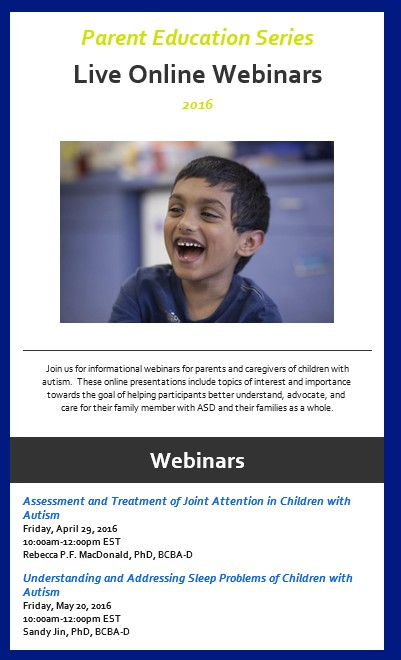 Parent Education Series
Live Online Webinars
2016
Join us for informational webinars for parents and caregivers of children with
autism. These online presentations include topics of interest and importance
towards the goal of helping participants better understand, advocate, and
care for their family member with ASD and their families as a whole.
Webinars
Assessment and Treatment of Joint Attention in Children with
Autism
Friday, April 29, 2016
10:00am-12:00pm EST
Rebecca P.F. MacDonald, PhD, BCBA-D
Understanding and Addressing Sleep Problems of Children with
Autism
Friday, May 20, 2016
10:00am-12:00pm EST
Sandy Jin, PhD, BCBA-D